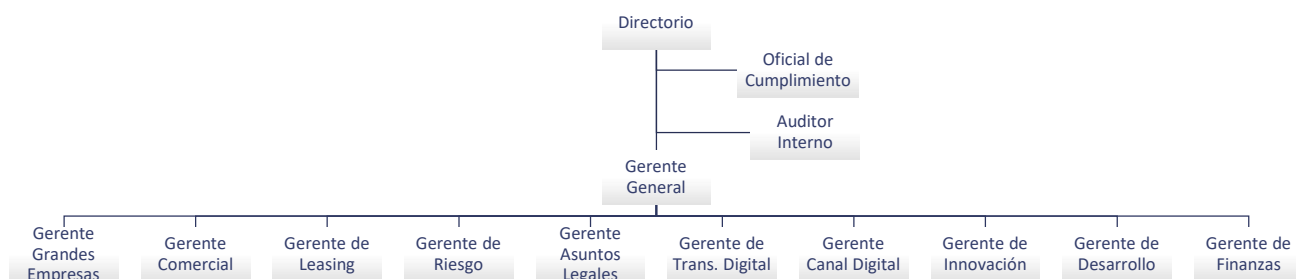 Directorio
Oficial de
Cumplimiento
Auditor
Interno
Gerente
General
Gerente
Grandes
Empresas
Gerente
Comercial
Gerente de
Leasing
Gerente de
Riesgo
Gerente
Asuntos
Legales
Gerente de
Trans. Digital
Gerente
Canal Digital
Gerente de
Innovación
Gerente de
Desarrollo
Gerente de
Finanzas